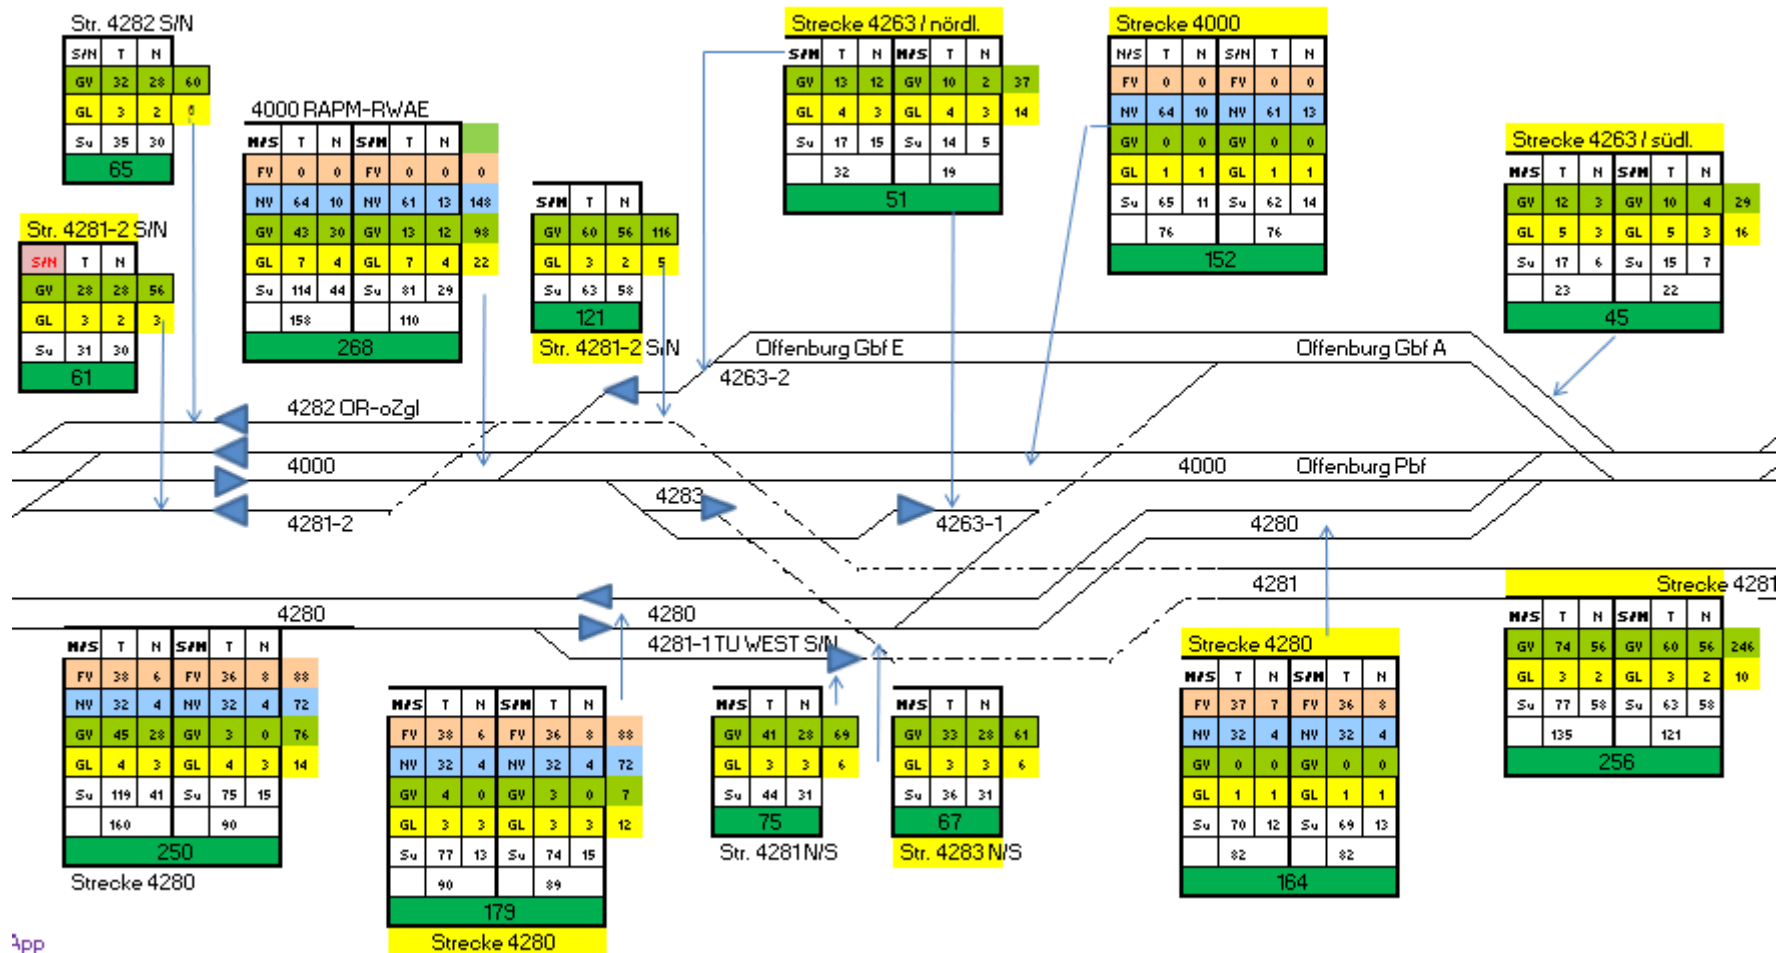 Str. 4282 S/N
S/N T N
GV 32 28 60
GL 3 2
Su 35 30
65
Str. 4281-2 S/N
S/N T N
GV 28 28 56
GL 3 2 3
Su 31 30
61
4000 RAPM-RWAE
N/S T N S/N T N
FV 0 0 FV 0 0 0
NV 64 10 NV 61 13 148
GV 43 30 GV 13 12 98
GL 7 4 GL 7 4 22
Su 114 44 Su 81 29
158 110
268
S/N T N
GV 60 56 116
GL 3 2 5
Su 63 58
121
Str. 4281-2 S/N
Strecke 4263 / nördl.
S/N T N N/S T N
GV 13 12 GV 10 2 37
GL 4 3 GL 4 3 14
Su 17 15 Su 14 5
32 19
51
Strecke 4000
N/S T N S/N T N
FV 0 0 FV 0 0
NV 64 10 NV 61 13
GV 0 0 GV 0 0
GL 1 1 GL 1 1
Su 65 11 Su 62 14
76 76
152
Strecke 4263 / südl.
N/S T N S/N T N
GV 12 3 GV 10 4 29
GL 5 3 GL 5 3 16
Su 17 6 Su 15 7
23 22
45
Offenburg Gbf E
Offenburg Gbf A
4263-2
4282 OR-oZgl
4000
4000
Offenburg Pbf
4283
4281-2
4263-1
4280
4281
4280
4280
4281-1 TU WEST S/N
Strecke 4281
N/S T N S/N T N
GV 74 56 GV 60 56 246
GL 3 2 GL 3 2 10
Su 77 58 Su 63 58
135 121
256
N/S T N S/N T N
FV 38 6 FV 36 8 88
NV 32 4 NV 32 4 72
GV 45 28 GV 3 0 76
GL 4 3 GL 4 3 14
Su 119 41 Su 75 15
160 90
250
Strecke 4280
N/S T N S/N T N
FV 38 6 FV 36 8 88
NV 32 4 NV 32 4 72
GV 4 0 GV 3 0 7
GL 3 3 GL 3 3 12
Su 77 13 Su 74 15
90 89
179
Strecke 4280
N/S T N
GV 41 28 69
GL 3 3 6
Su 44 31
75
Str. 4281 N/S
N/S T N
GV 33 28 61
GL 3 3 6
Su 36 31
67
Str. 4283 N/S
Strecke 4280
N/S T N S/N T N
FV 37 7 FV 36 8
NV 32 4 NV 32 4
GV 0 0 GV 0 0
GL 1 1 GL 1 1
Su 70 12 Su 69 13
82 82
164
App